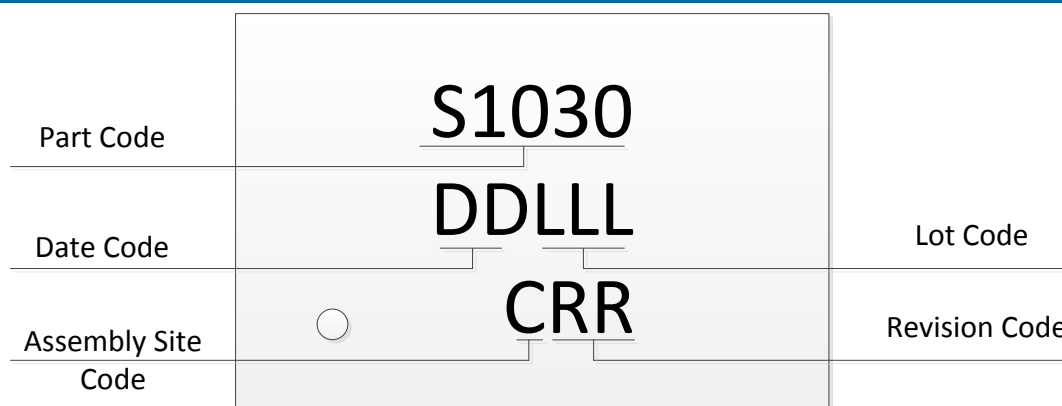 S1030
Part Code
DDLLL
Date Code
Lot Code
CRR
Assembly Site
Code
Revision Code